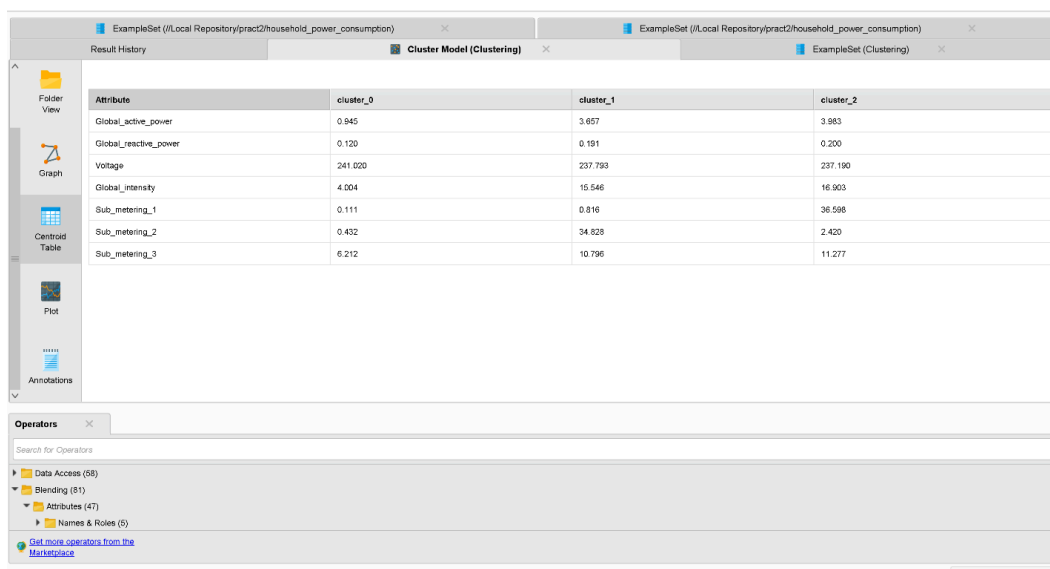 ExampleSet (//Local Repository/pract2/household_power_consumption)
ExampleSet (//Local Repository/pract2/household_power_consumption)
Result History
Cluster Model (Clustering)
ExampleSet (Clustering)
Folder
View
Graph
Centroid
Table
Plot
Annotations
Attribute cluster_0 cluster_1 cluster_2
Global_active_power 0.945 3.657 3.983
Global_reactive_power 0.120 0.191 0.200
Voltage 241.020 237.793 237.190
Global_intensity 4.004 15.546 16.903
Sub_metering_1 0.111 0.816 36.598
Sub_metering_2 0.432 34.828 2.420
Sub_metering_3 6.212 10.796 11.277
Operators
Search for Operators
Data Access (58)
Blending (81)
Attributes (47)
Names & Roles (5)
Get more operators from the
Marketplace